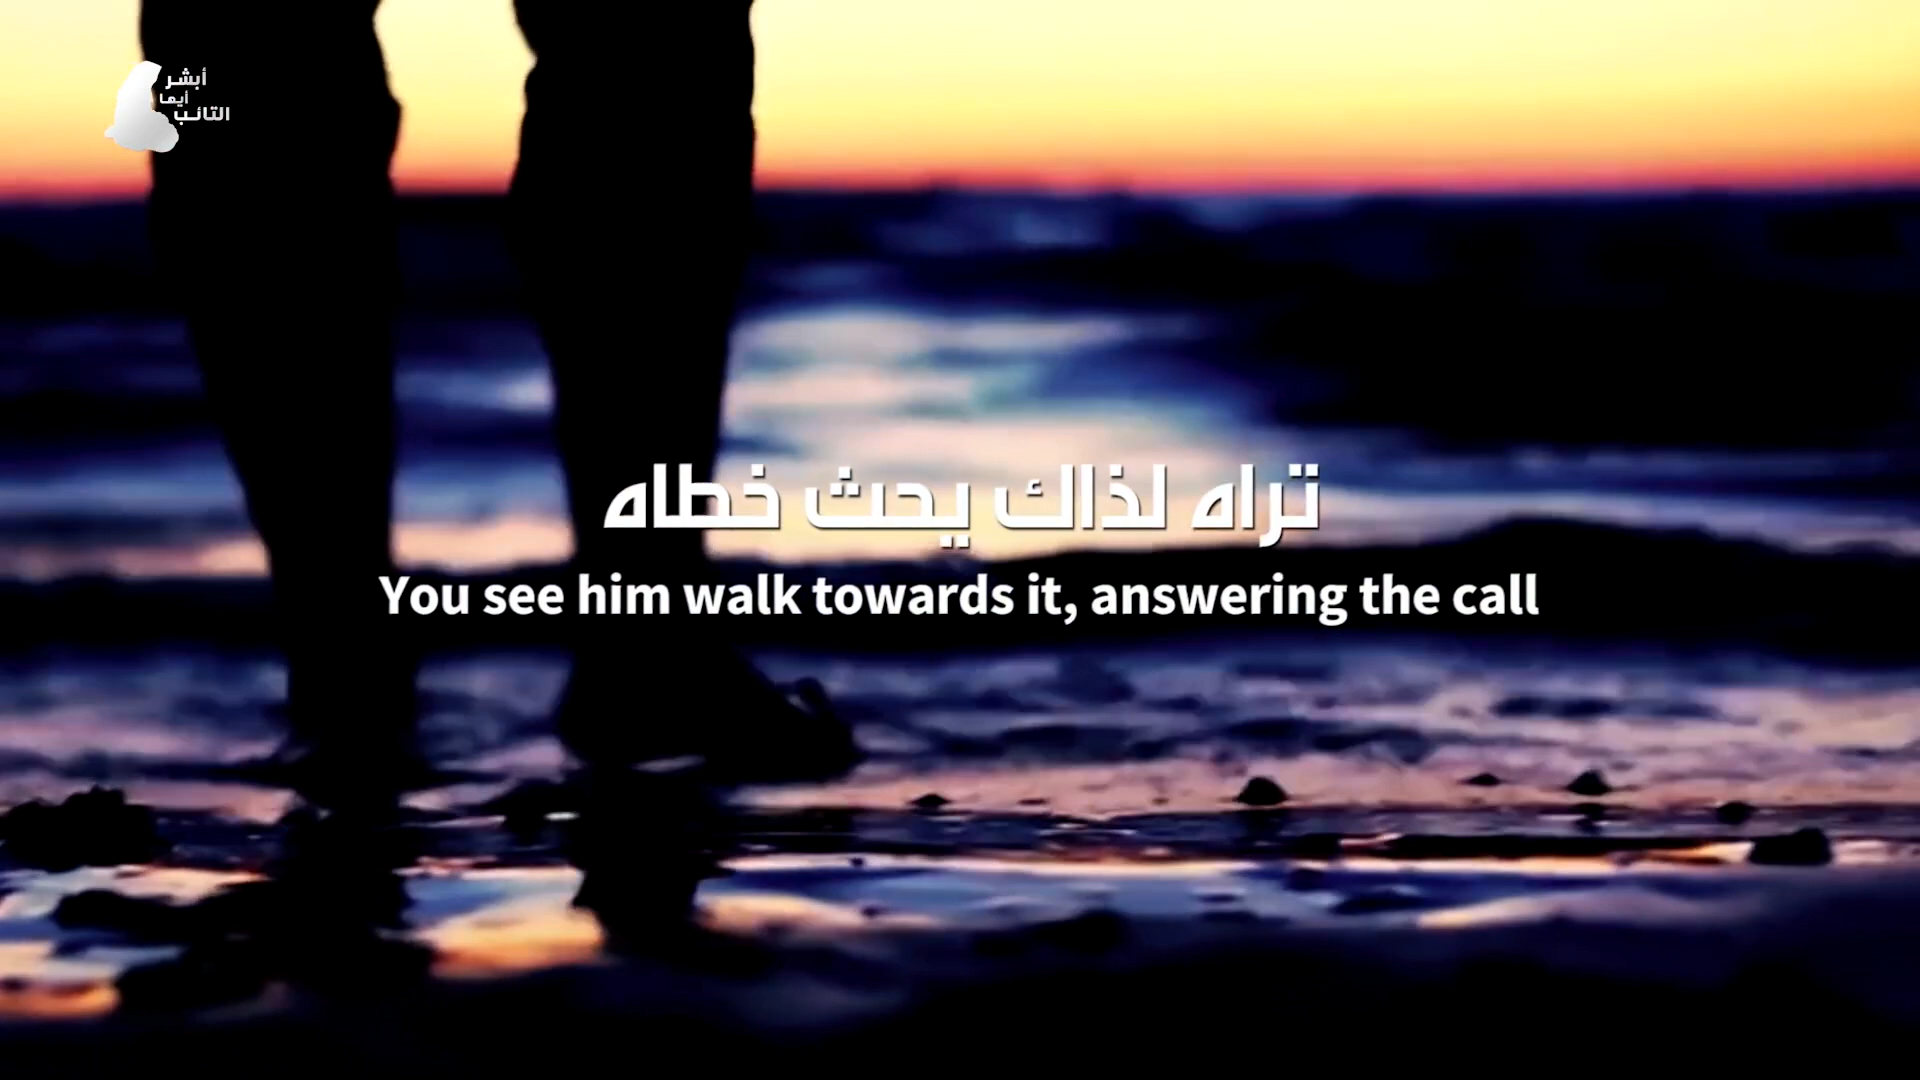 أبشر
أيها
التائب
تراه لذاك يحث خطاه
You see him walk towards it, answering the call